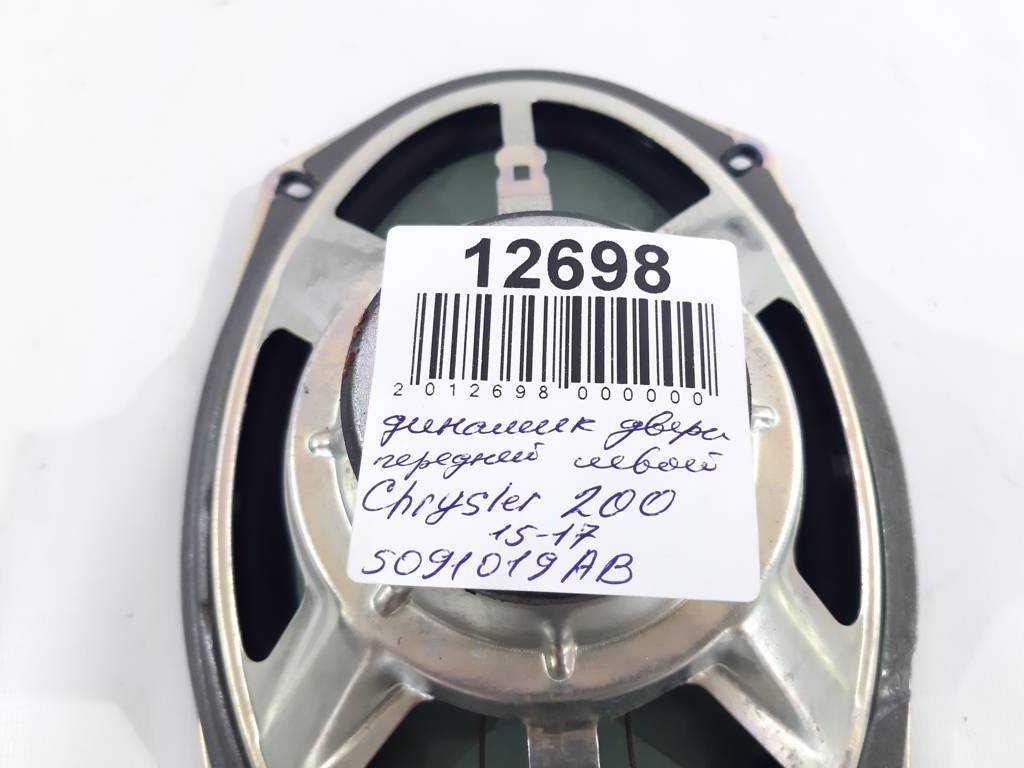 12698
2 012698 000000
динамик двери
передней левой
Chrysler 200
15-17
5091019AB